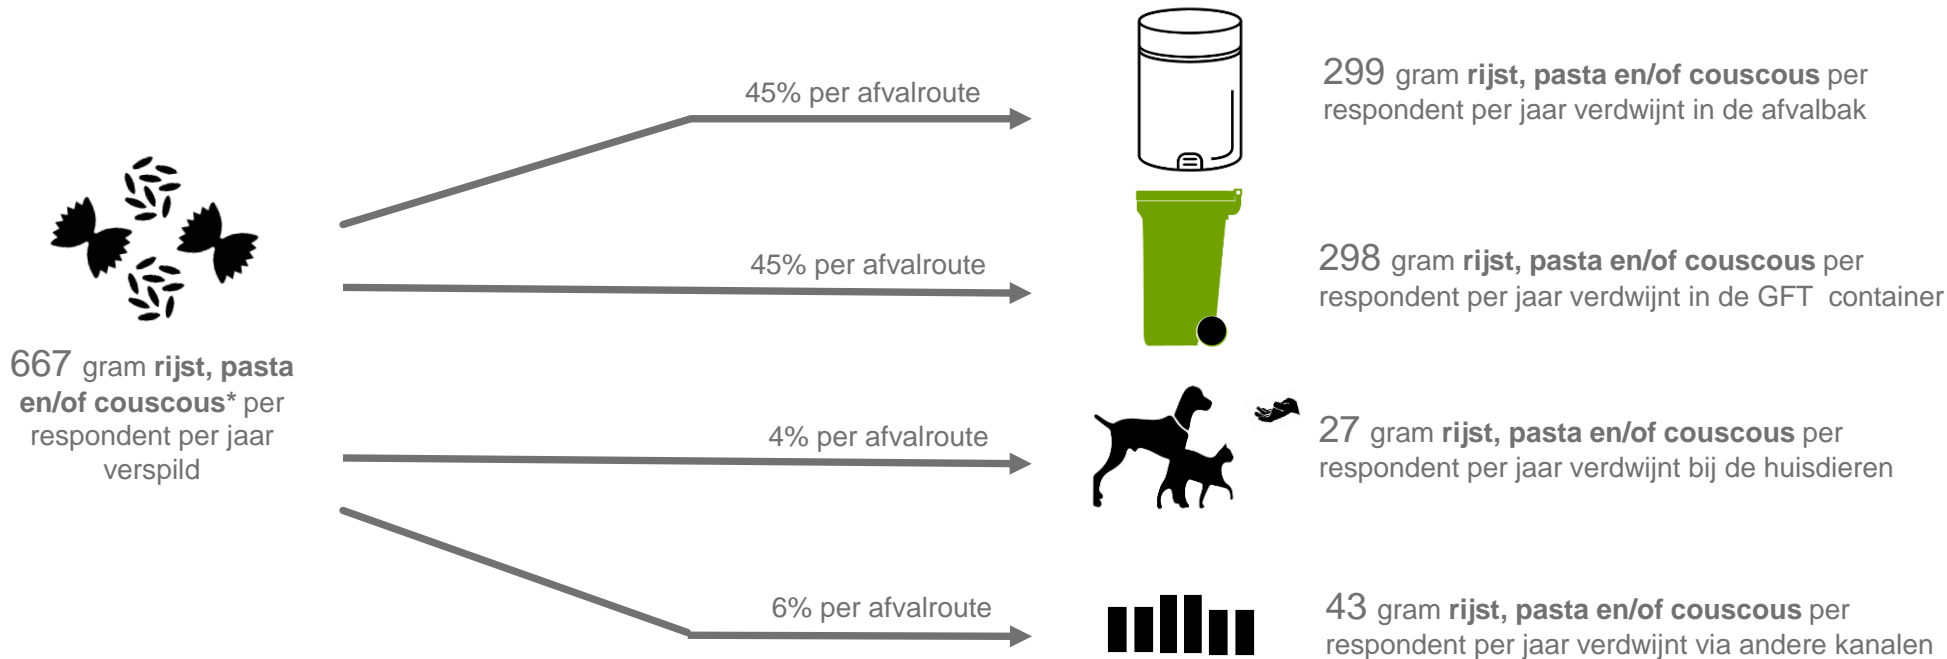 667 gram rijst, pasta
en/of couscous* per
respondent per jaar
verspild
45% per afvalroute
299 gram rijst, pasta en/of couscous per
respondent per jaar verdwijnt in de afvalbak
45% per afvalroute
298 gram rijst, pasta en/of couscous per
respondent per jaar verdwijnt in de GFT  container
4% per afvalroute
27 gram rijst, pasta en/of couscous per
respondent per jaar verdwijnt bij de huisdieren
6% per afvalroute
43 gram rijst, pasta en/of couscous per
respondent per jaar verdwijnt via andere kanalen